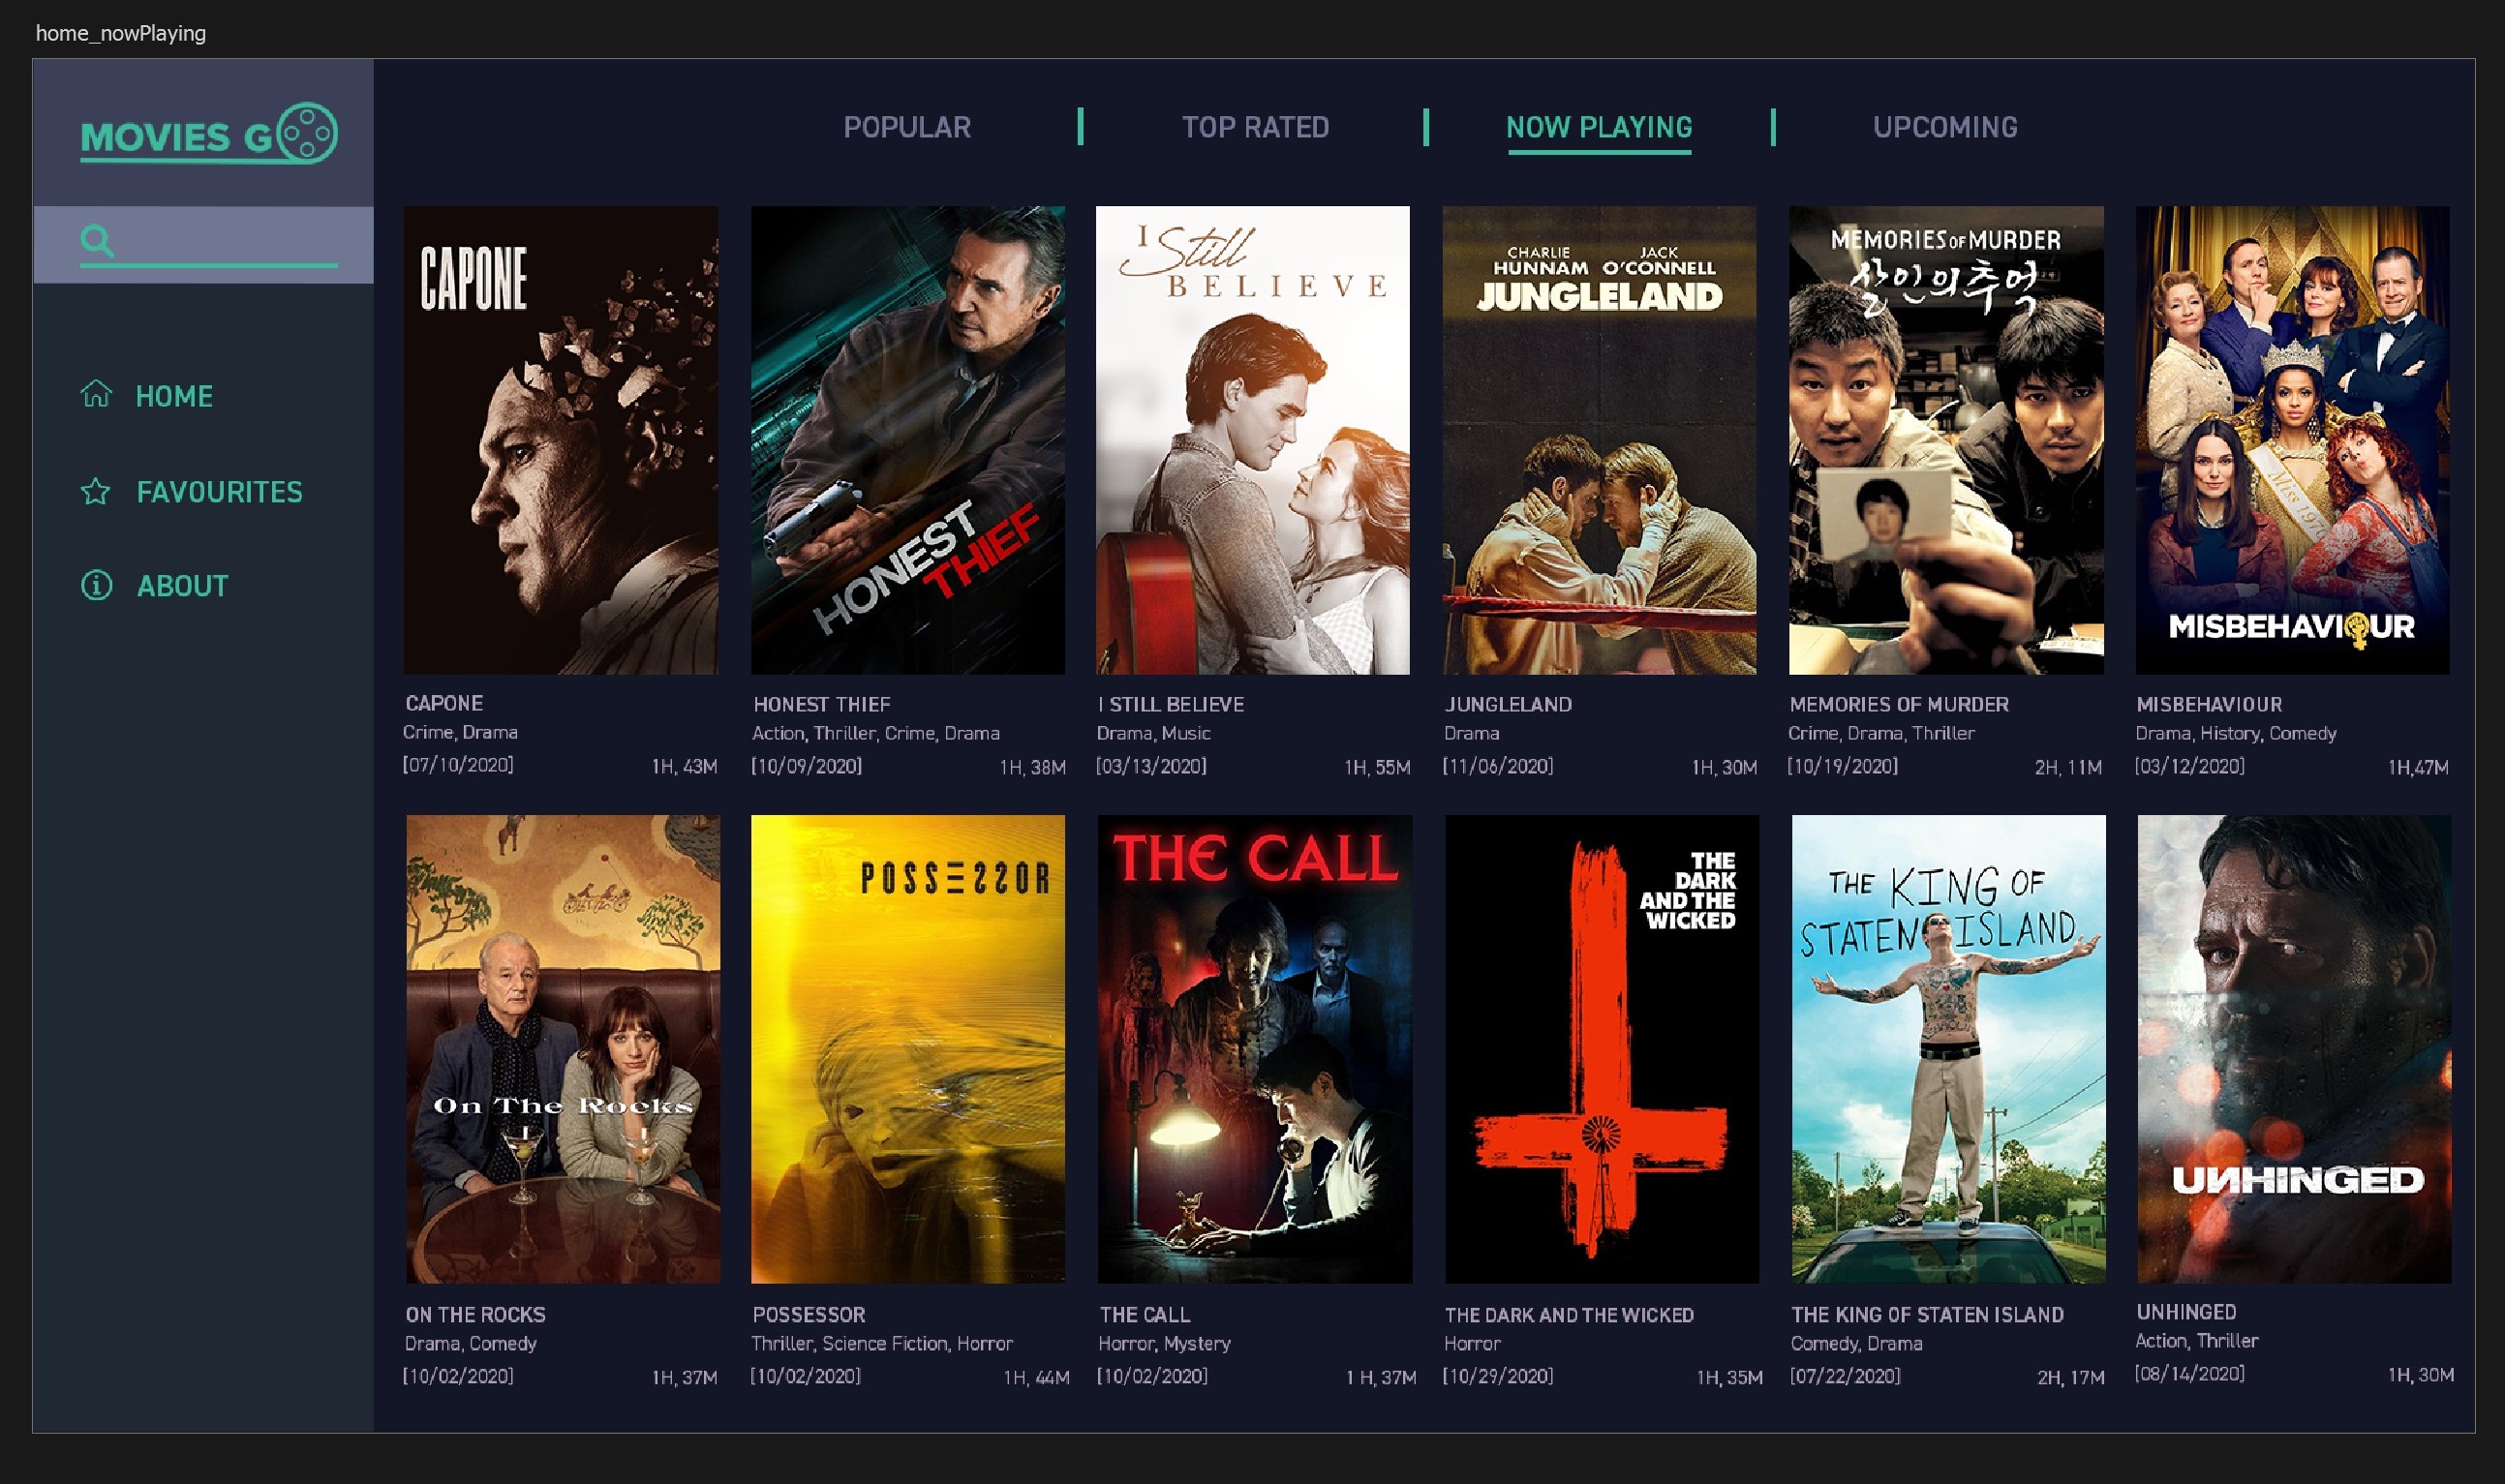 home_nowPlaying
MOVIES GO
POPULAR
TOP RATED
NOW PLAYING
UPCOMING
HOME
FAVOURITES
ABOUT
CAPONE
HONEST
THIEF
I Still
BELIEVE
CHARLIE HUNNAM
JACK O'CONNELL
JUNGLELAND
MEMORIES OF MURDER
살인의추억
Miss 1970
MISBEHAVIOUR
CAPONE
Crime, Drama
[07/10/2020] 1H, 43M
HONEST THIEF
Action, Thriller, Crime, Drama
[10/09/2020] 1H, 38M
I STILL BELIEVE
Drama, Music
[03/13/2020] 1H, 55M
JUNGLELAND
Drama
[11/06/2020] 1H, 30M
MEMORIES OF MURDER
Crime, Drama, Thriller
[10/19/2020] 2H, 11M
MISBEHAVIOUR
Drama, History, Comedy
[03/12/2020] 1H,47M
On The Rocks
POSSESSOR
THE CALL
THE
DARK
AND THE
WICKED
THE KING OF
STATEN ISLAND
UNHINGED
ON THE ROCKS
Drama, Comedy
[10/02/2020] 1H, 37M
POSSESSOR
Thriller, Science Fiction, Horror
[10/02/2020] 1H, 44M
THE CALL
Horror, Mystery
[10/02/2020] 1 H, 37M
THE DARK AND THE WICKED
Horror
[10/29/2020] 1H, 35M
THE KING OF STATEN ISLAND
Comedy, Drama
[07/22/2020] 2H, 17M
UNHINGED
Action, Thriller
[08/14/2020] 1H, 30M